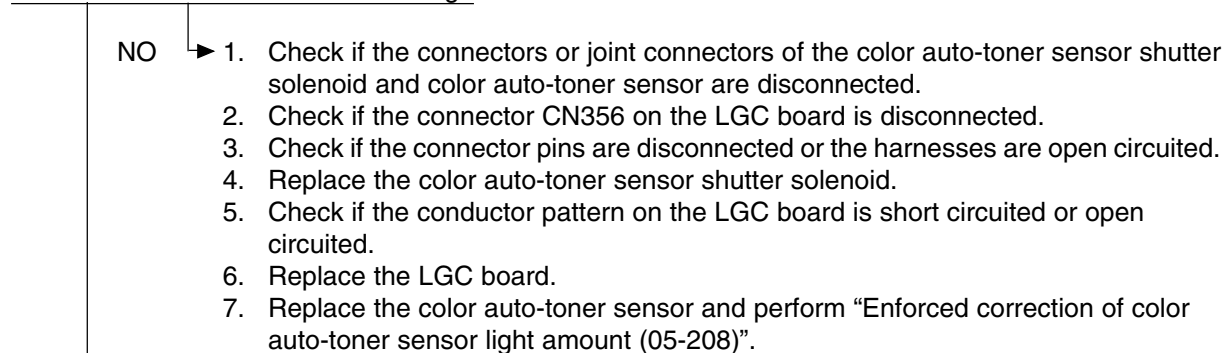 NO 1. Check if the connectors or joint connectors of the color auto-toner sensor shutter
solenoid and color auto-toner sensor are disconnected.
2. Check if the connector CN356 on the LGC board is disconnected.
3. Check if the connector pins are disconnected or the harnesses are open circuited.
4. Replace the color auto-toner sensor shutter solenoid.
5. Check if the conductor pattern on the LGC board is short circuited or open
circuited.
6. Replace the LGC board.
7. Replace the color auto-toner sensor and perform “Enforced correction of color
auto-toner sensor light amount (05-208)”.